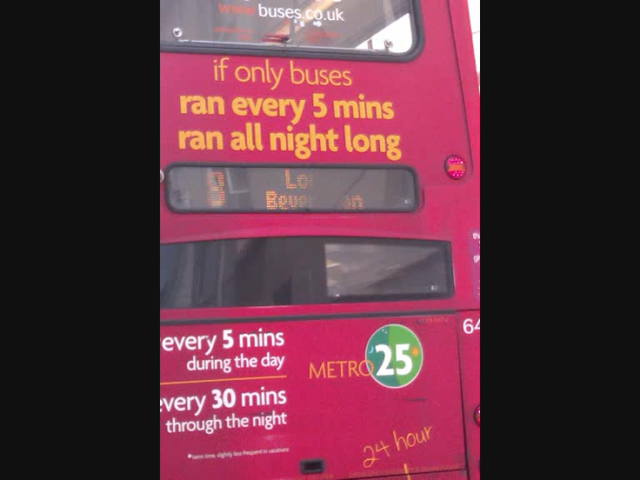 www.buses.co.uk
if only buses
ran every 5 mins
ran all night long
every 5 mins
during the day
every 30 mins
through the night
METRO 25
24 hour
64